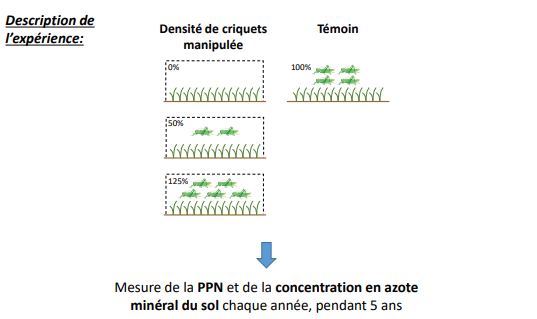 Description de
l’expérience:
Densité de criquets
manipulée
Témoin
0%
100%
50%
125%
Mesure de la PPN et de la concentration en azote
minéral du sol chaque année, pendant 5 ans